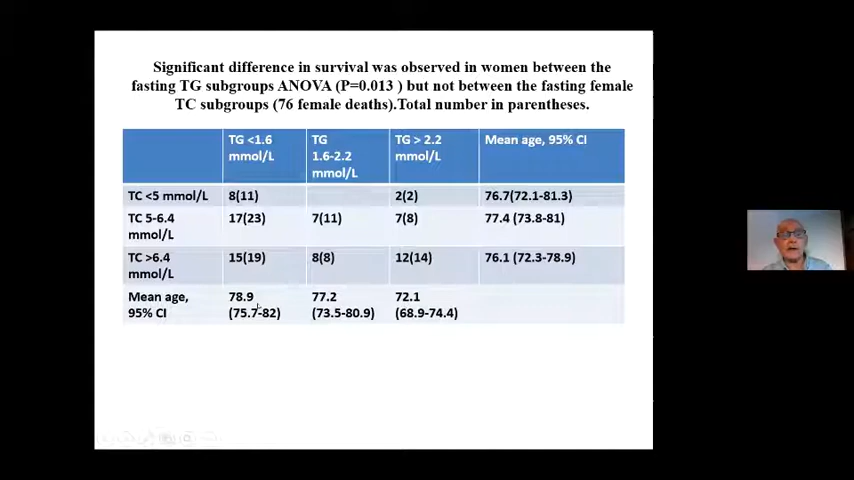 Significant difference in survival was observed in women between the
fasting TG subgroups ANOVA (P=0.013 ) but not between the fasting female
TC subgroups (76 female deaths).Total number in parentheses.
TG <1.6 mmol/L TG 1.6-2.2 mmol/L TG > 2.2 mmol/L Mean age, 95% CI
TC <5 mmol/L 8(11) 2(2) 76.7(72.1-81.3)
TC 5-6.4 mmol/L 17(23) 7(11) 7(8) 77.4 (73.8-81)
TC >6.4 mmol/L 15(19) 8(8) 12(14) 76.1 (72.3-78.9)
Mean age, 95% CI 78.9 (75.7-82) 77.2 (73.5-80.9) 72.1 (68.9-74.4)